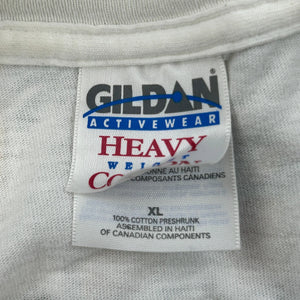 GILDAN
ACTIVEWEAR
HEAVY
AU HAITI
COMPOSANTS CANADIENS
XL
100% COTTON PRESHRUNK
ASSEMBLED IN HAITI
OF CANADIAN COMPONENTS